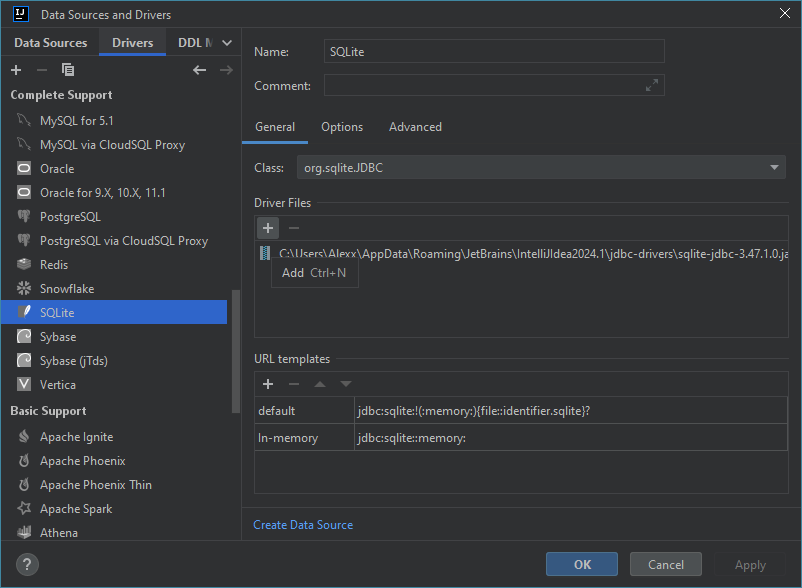 Data Sources and Drivers
Data Sources Drivers DDL M
Complete Support
MySQL for 5.1
MySQL via CloudSQL Proxy
Oracle
Oracle for 9.X, 10.X, 11.1
PostgreSQL
PostgreSQL via CloudSQL Proxy
Redis
Snowflake
SQLite
Sybase
Sybase (jTds)
Vertica
Basic Support
Apache Ignite
Apache Phoenix
Apache Phoenix Thin
Apache Spark
Athena
Name: SQLite
Comment:
General Options Advanced
Class: org.sqlite.JDBC
Driver Files
C:\Users\Alexx\AppData\Roaming\JetBrains\IntelliJIdea2024.1\jdbc-drivers\sqlite-jdbc-3.47.1.0.ja
Add Ctrl+N
URL templates
default jdbc:sqlite:!(:memory:){file::identifier.sqlite}?
In-memory jdbc:sqlite::memory:
Create Data Source
? OK Cancel Apply